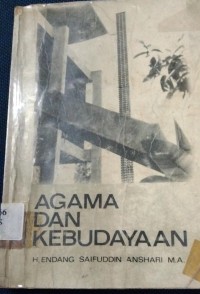 AGAMA
DAN
KEBUDAYAAN
H. ENDANG SAIFUDDIN ANSHARI M.A.